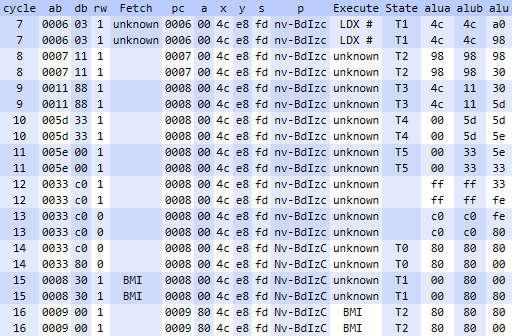 cycle ab db rw Fetch pc a x y s p Execute State alua alub alu
7 0006 03 1 unknown 0006 00 4c e8 fd nv-BdIzc LDX # T1 4c 4c a0
7 0006 03 1 unknown 0006 00 4c e8 fd nv-BdIzc LDX # T1 4c 4c 98
8 0007 11 1 0007 00 4c e8 fd nv-BdIzc unknown T2 98 98 98
8 0007 11 1 0007 00 4c e8 fd nv-BdIzc unknown T2 98 98 30
9 0011 88 1 0008 00 4c e8 fd nv-BdIzc unknown T3 4c 11 30
9 0011 88 1 0008 00 4c e8 fd nv-BdIzc unknown T3 4c 11 5d
10 005d 33 1 0008 00 4c e8 fd nv-BdIzc unknown T4 00 5d 5d
10 005d 33 1 0008 00 4c e8 fd nv-BdIzc unknown T4 00 5d 5d
11 005e 00 1 0008 00 4c e8 fd nv-BdIzc unknown T5 00 33 5e
11 005e 00 1 0008 00 4c e8 fd nv-BdIzc unknown T5 00 33 33
12 0033 c0 1 0008 00 4c e8 fd nv-BdIzc unknown ff ff 33
12 0033 c0 1 0008 00 4c e8 fd nv-BdIzc unknown ff ff fe
13 0033 c0 0 0008 00 4c e8 fd nv-BdIzc unknown c0 c0 fe
13 0033 c0 0 0008 00 4c e8 fd nv-BdIzc unknown c0 c0 80
14 0033 c0 0 0008 00 4c e8 fd Nv-BdIzC unknown T0 80 80 80
14 0033 80 0 0008 00 4c e8 fd Nv-BdIzC unknown T0 80 80 80
15 0008 30 1 BMI 0008 00 4c e8 fd Nv-BdIzC unknown T1 00 80 80
15 0008 30 1 BMI 0008 00 4c e8 fd Nv-BdIzC unknown T1 00 80 00
16 0009 00 1 0009 80 4c e8 fd Nv-BdIzC BMI T2 80 80 80
16 0009 00 1 0009 80 4c e8 fd Nv-BdIzC BMI T2 80 80 00